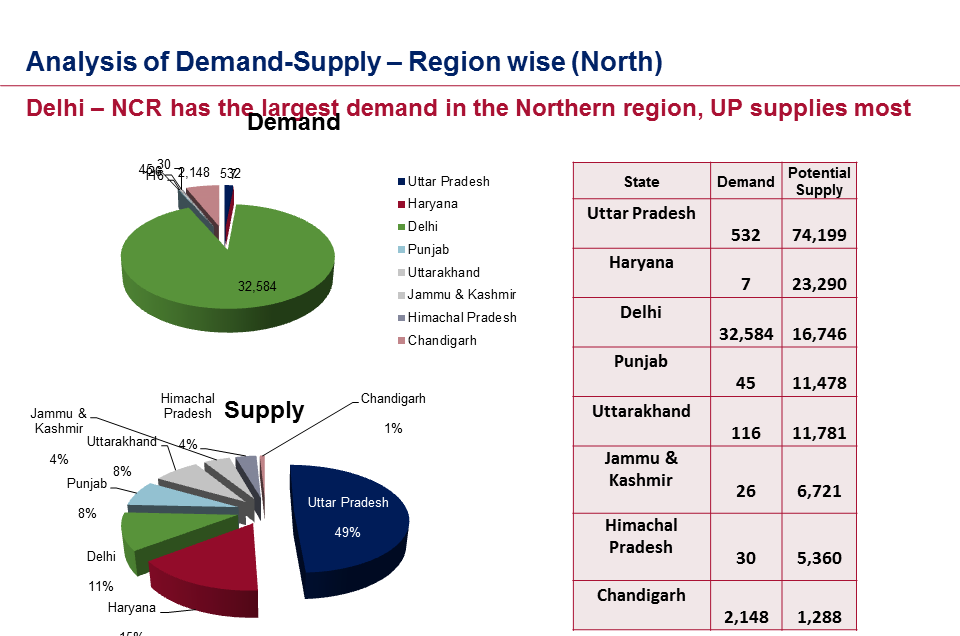 Analysis of Demand-Supply – Region wise (North)
Delhi – NCR has the largest demand in the Northern region, UP supplies most
Demand
30
2,148
532
7
32,584
Uttar Pradesh
Haryana
Delhi
Punjab
Uttarakhand
Jammu & Kashmir
Himachal Pradesh
Chandigarh
Supply
Himachal
Pradesh
4%
Chandigarh
1%
Jammu &
Kashmir
4%
Uttarakhand
8%
Punjab
8%
Delhi
11%
Haryana
Uttar Pradesh
49%
State Demand Potential
Supply
Uttar Pradesh
532 74,199
Haryana
7 23,290
Delhi
32,584 16,746
Punjab
45 11,478
Uttarakhand
116 11,781
Jammu &
Kashmir
26 6,721
Himachal
Pradesh
30 5,360
Chandigarh
2,148 1,288